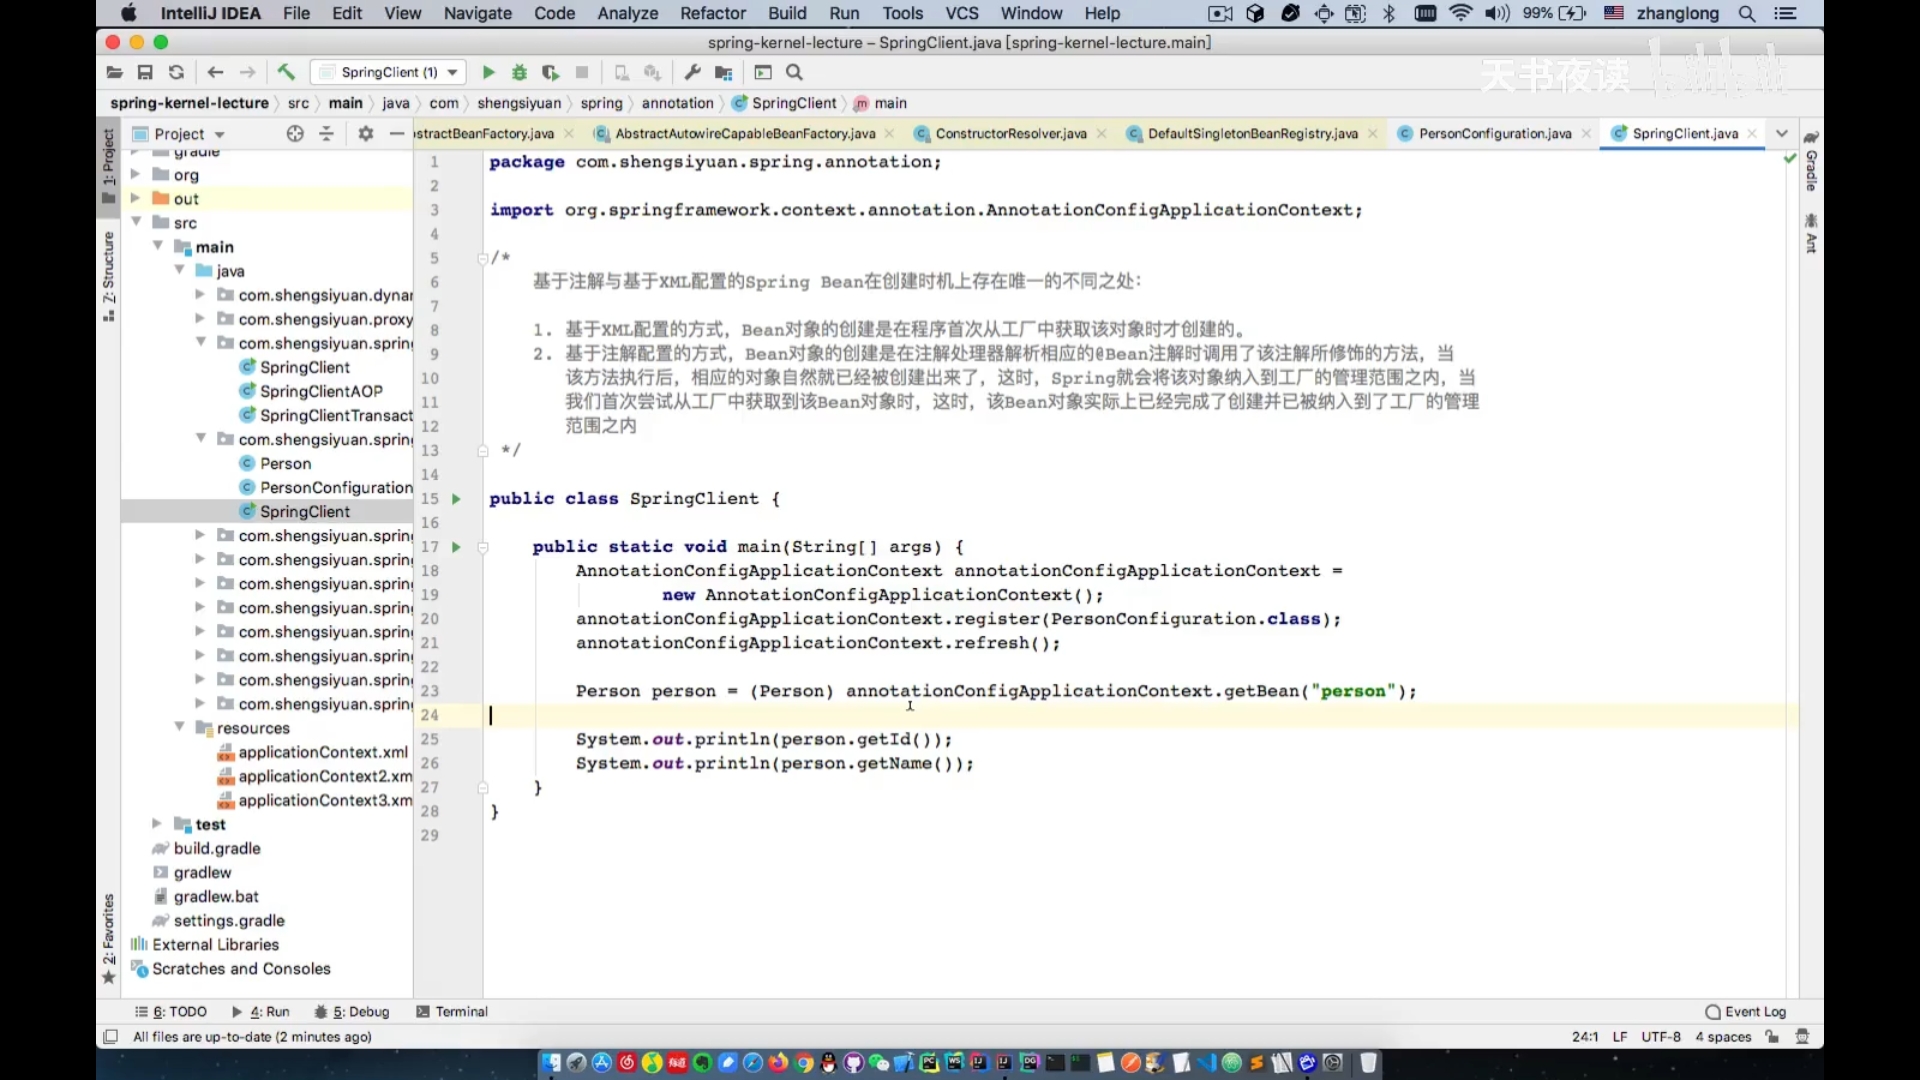 IntelliJ IDEA File Edit View Navigate Code Analyze Refactor Build Run Tools VCS Window Help 99% zhanglong
spring-kernel-lecture – SpringClient.java [spring-kernel-lecture.main]
SpringClient (1)
天书夜读 bilibili
spring-kernel-lecture src main java com shengsiyuan spring annotation SpringClient main
Project
stractBeanFactory.java AbstractAutowireCapableBeanFactory.java ConstructorResolver.java DefaultSingletonBeanRegistry.java PersonConfiguration.java SpringClient.java
1: Project
Z: Structure
2: Favorites
Gradle
Ant
gradle
org
out
src
main
java
com.shengsiyuan.dynar
com.shengsiyuan.proxy
com.shengsiyuan.spring
SpringClient
SpringClientAOP
SpringClientTransact
com.shengsiyuan.spring
Person
PersonConfiguration
SpringClient
com.shengsiyuan.spring
com.shengsiyuan.spring
com.shengsiyuan.spring
com.shengsiyuan.spring
com.shengsiyuan.spring
com.shengsiyuan.spring
com.shengsiyuan.spring
com.shengsiyuan.spring
resources
applicationContext.xml
applicationContext2.xm
applicationContext3.xm
test
build.gradle
gradlew
gradlew.bat
settings.gradle
External Libraries
Scratches and Consoles
1 package com.shengsiyuan.spring.annotation;
2
3 import org.springframework.context.annotation.AnnotationConfigApplicationContext;
4
5 /*
6 基于注解与基于XML配置的Spring Bean在创建时机上存在唯一的不同之处：
7
8 1. 基于XML配置的方式，Bean对象的创建是在程序首次从工厂中获取该对象时才创建的。
9 2. 基于注解配置的方式，Bean对象的创建是在注解处理器解析相应的@Bean注解时调用了该注解所修饰的方法，当
10 该方法执行后，相应的对象自然就已经被创建出来了，这时，Spring就会将该对象纳入到工厂的管理范围之内，当
11 我们首次尝试从工厂中获取到该Bean对象时，这时，该Bean对象实际上已经完成了创建并已被纳入到了工厂的管理
12 范围之内
13 */
14
15 public class SpringClient {
16
17 public static void main(String[] args) {
18 AnnotationConfigApplicationContext annotationConfigApplicationContext =
19 new AnnotationConfigApplicationContext();
20 annotationConfigApplicationContext.register(PersonConfiguration.class);
21 annotationConfigApplicationContext.refresh();
22
23 Person person = (Person) annotationConfigApplicationContext.getBean("person");
24
25 System.out.println(person.getId());
26 System.out.println(person.getName());
27 }
28 }
29
6: TODO 4: Run 5: Debug Terminal Event Log
All files are up-to-date (2 minutes ago) 24:1 LF UTF-8 4 spaces